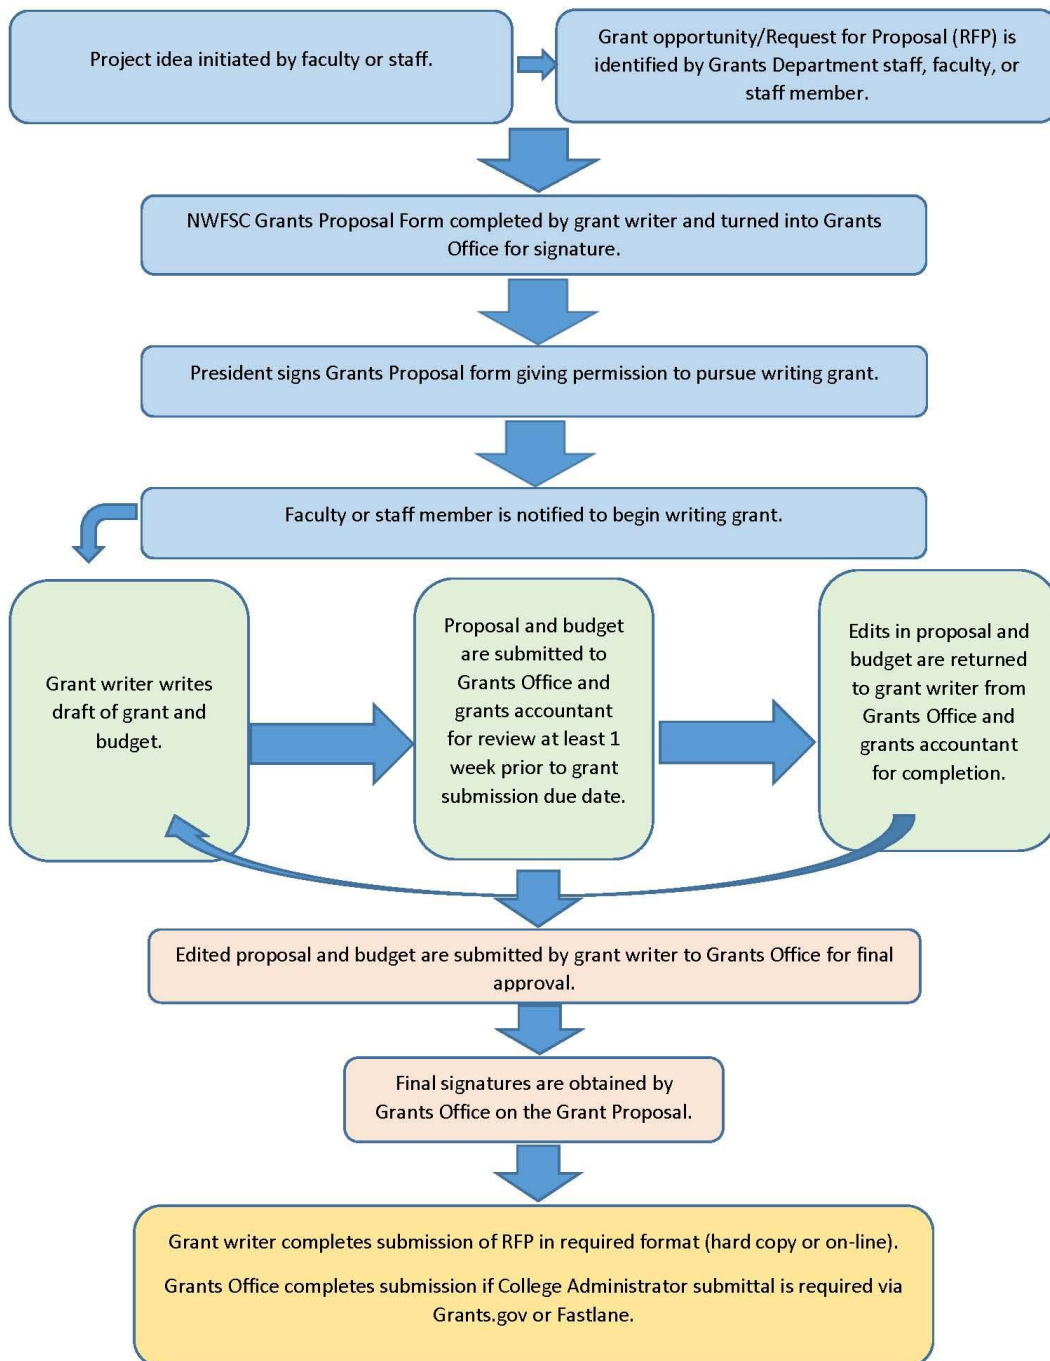 Project idea initiated by faculty or staff.
Grant opportunity/Request for Proposal (RFP) is
identified by Grants Department staff, faculty, or
staff member.
NWFSC Grants Proposal Form completed by grant writer and turned into Grants
Office for signature.
President signs Grants Proposal form giving permission to pursue writing grant.
Faculty or staff member is notified to begin writing grant.
Grant writer writes
draft of grant and
budget.
Proposal and budget
are submitted to
Grants Office and
grants accountant
for review at least 1
week prior to grant
submission due date.
Edits in proposal and
budget are returned
to grant writer from
Grants Office and
grants accountant
for completion.
Edited proposal and budget are submitted by grant writer to Grants Office for final
approval.
Final signatures are obtained by
Grants Office on the Grant Proposal.
Grant writer completes submission of RFP in required format (hard copy or on-line).
Grants Office completes submission if College Administrator submittal is required via
Grants.gov or Fastlane.